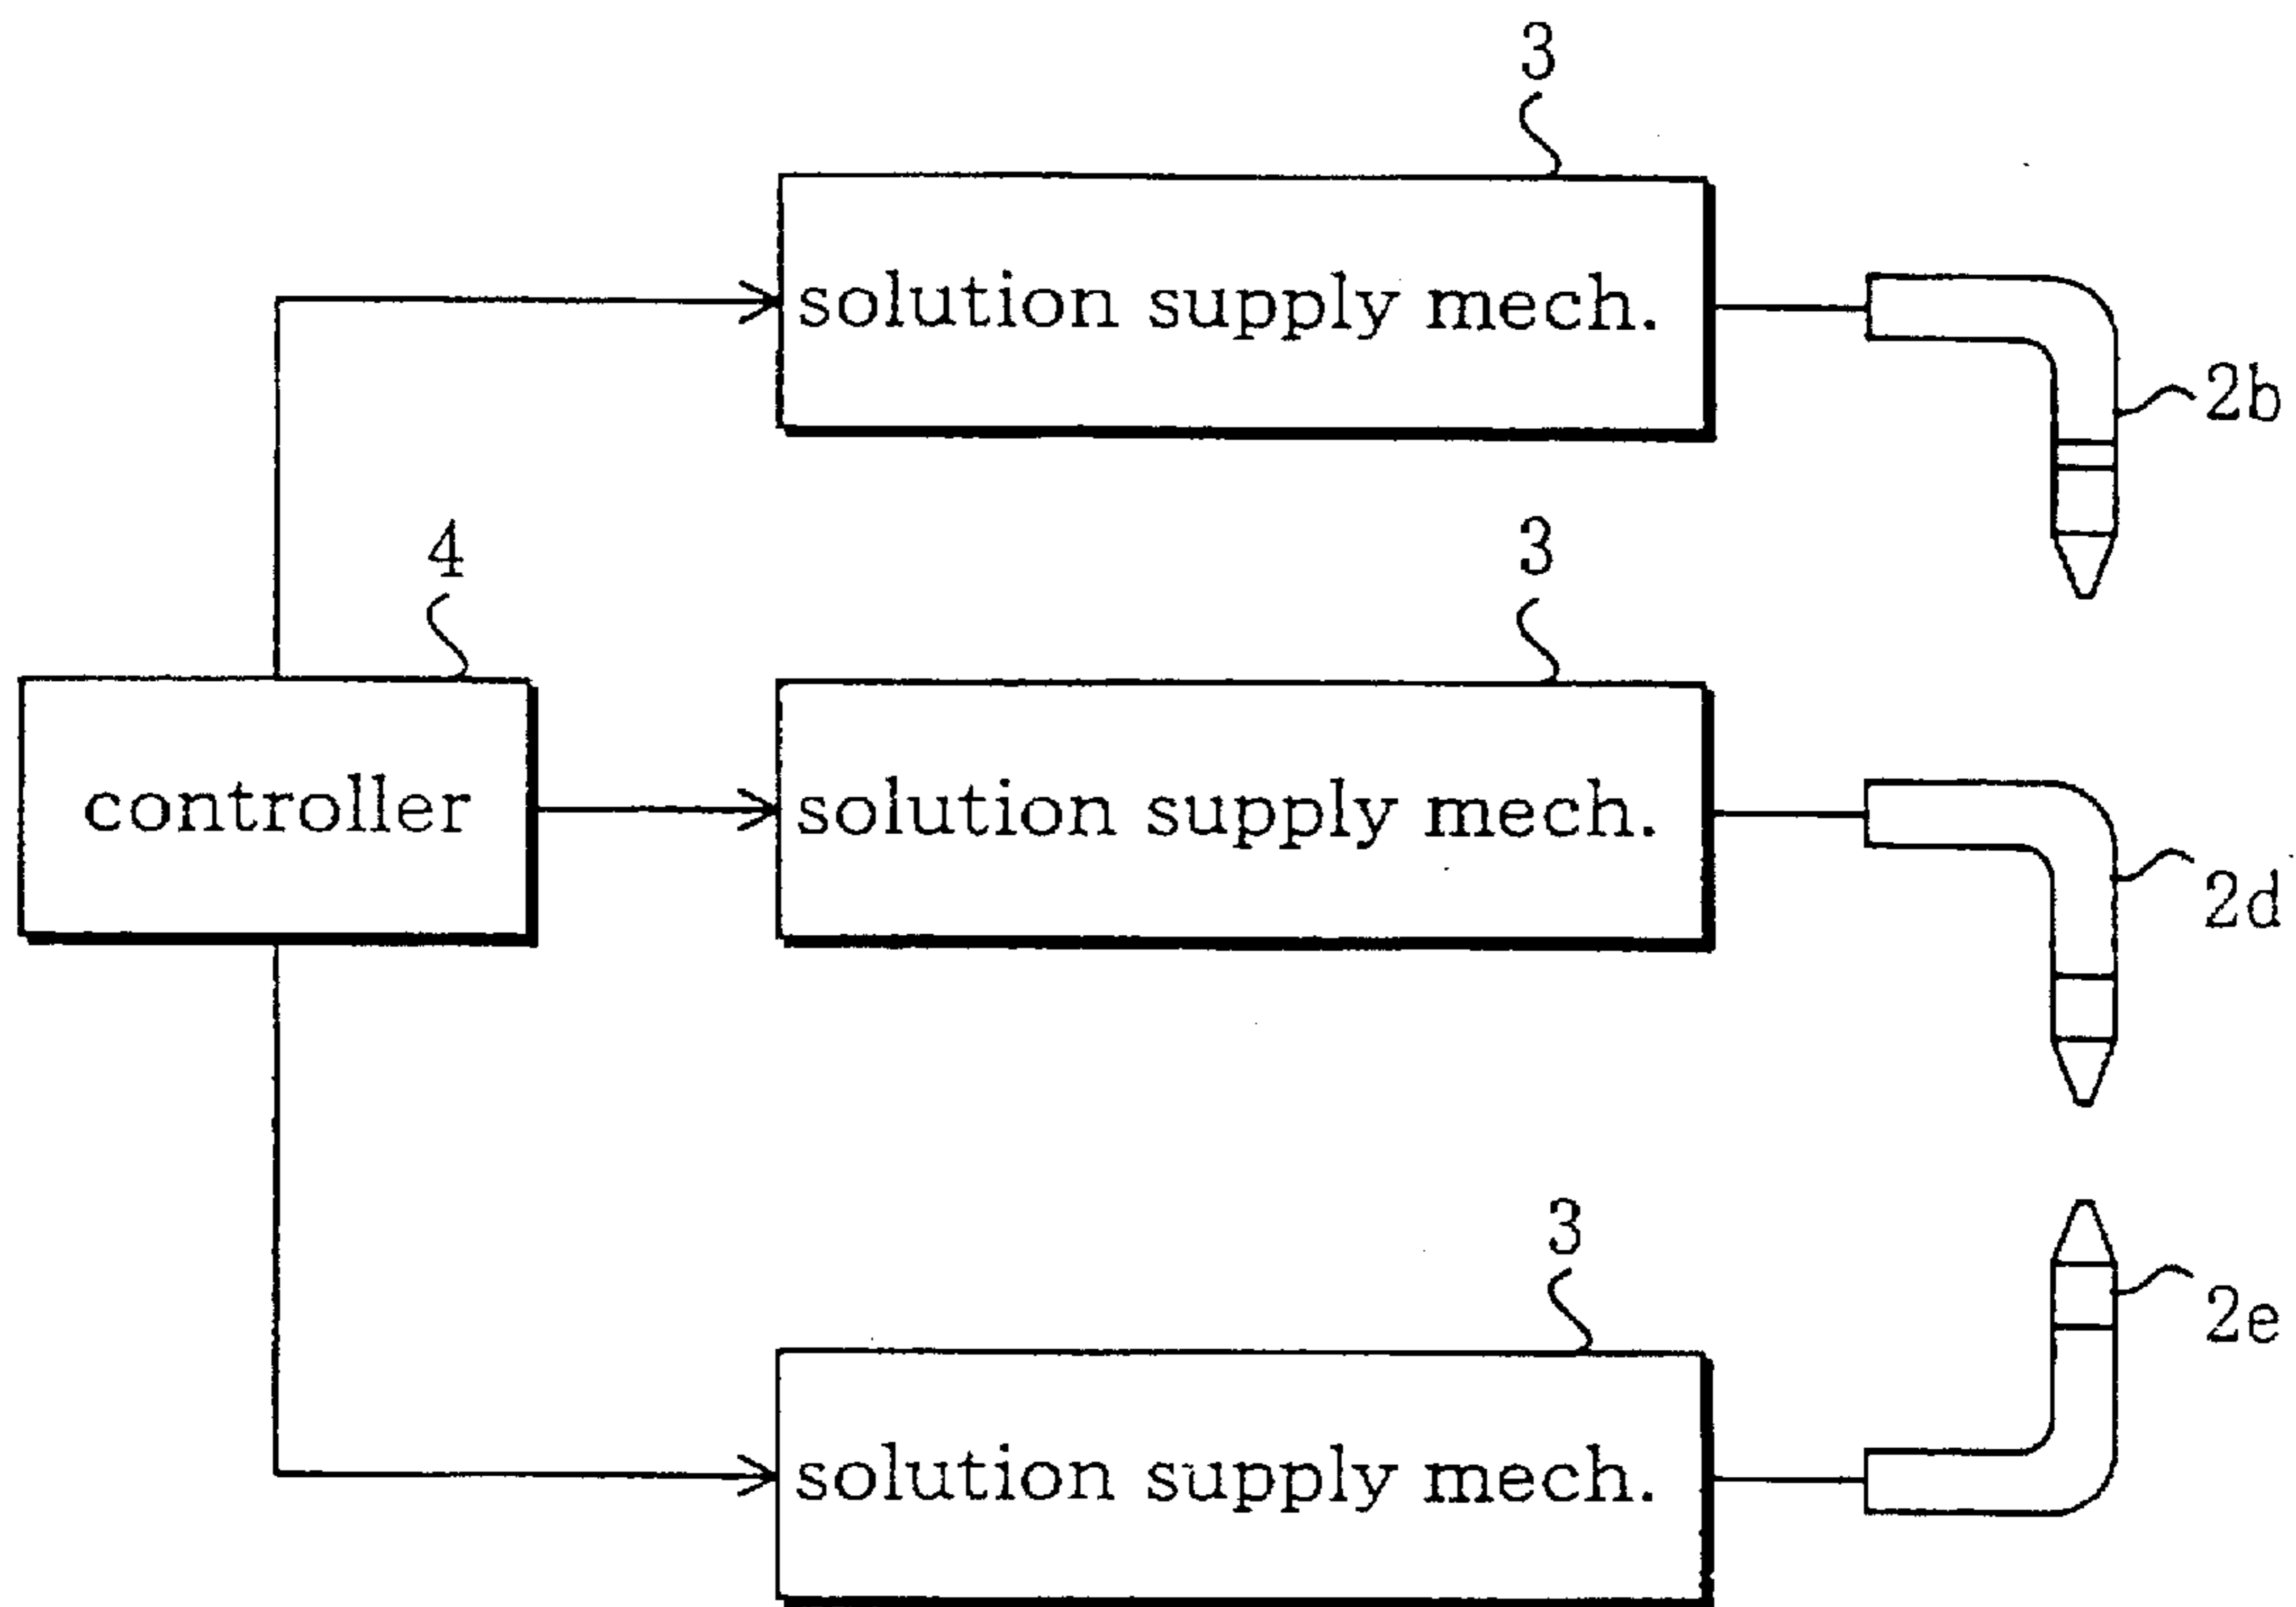 3
solution supply mech.
2b
4
3
controller
solution supply mech.
2d
3
2e
solution supply mech.